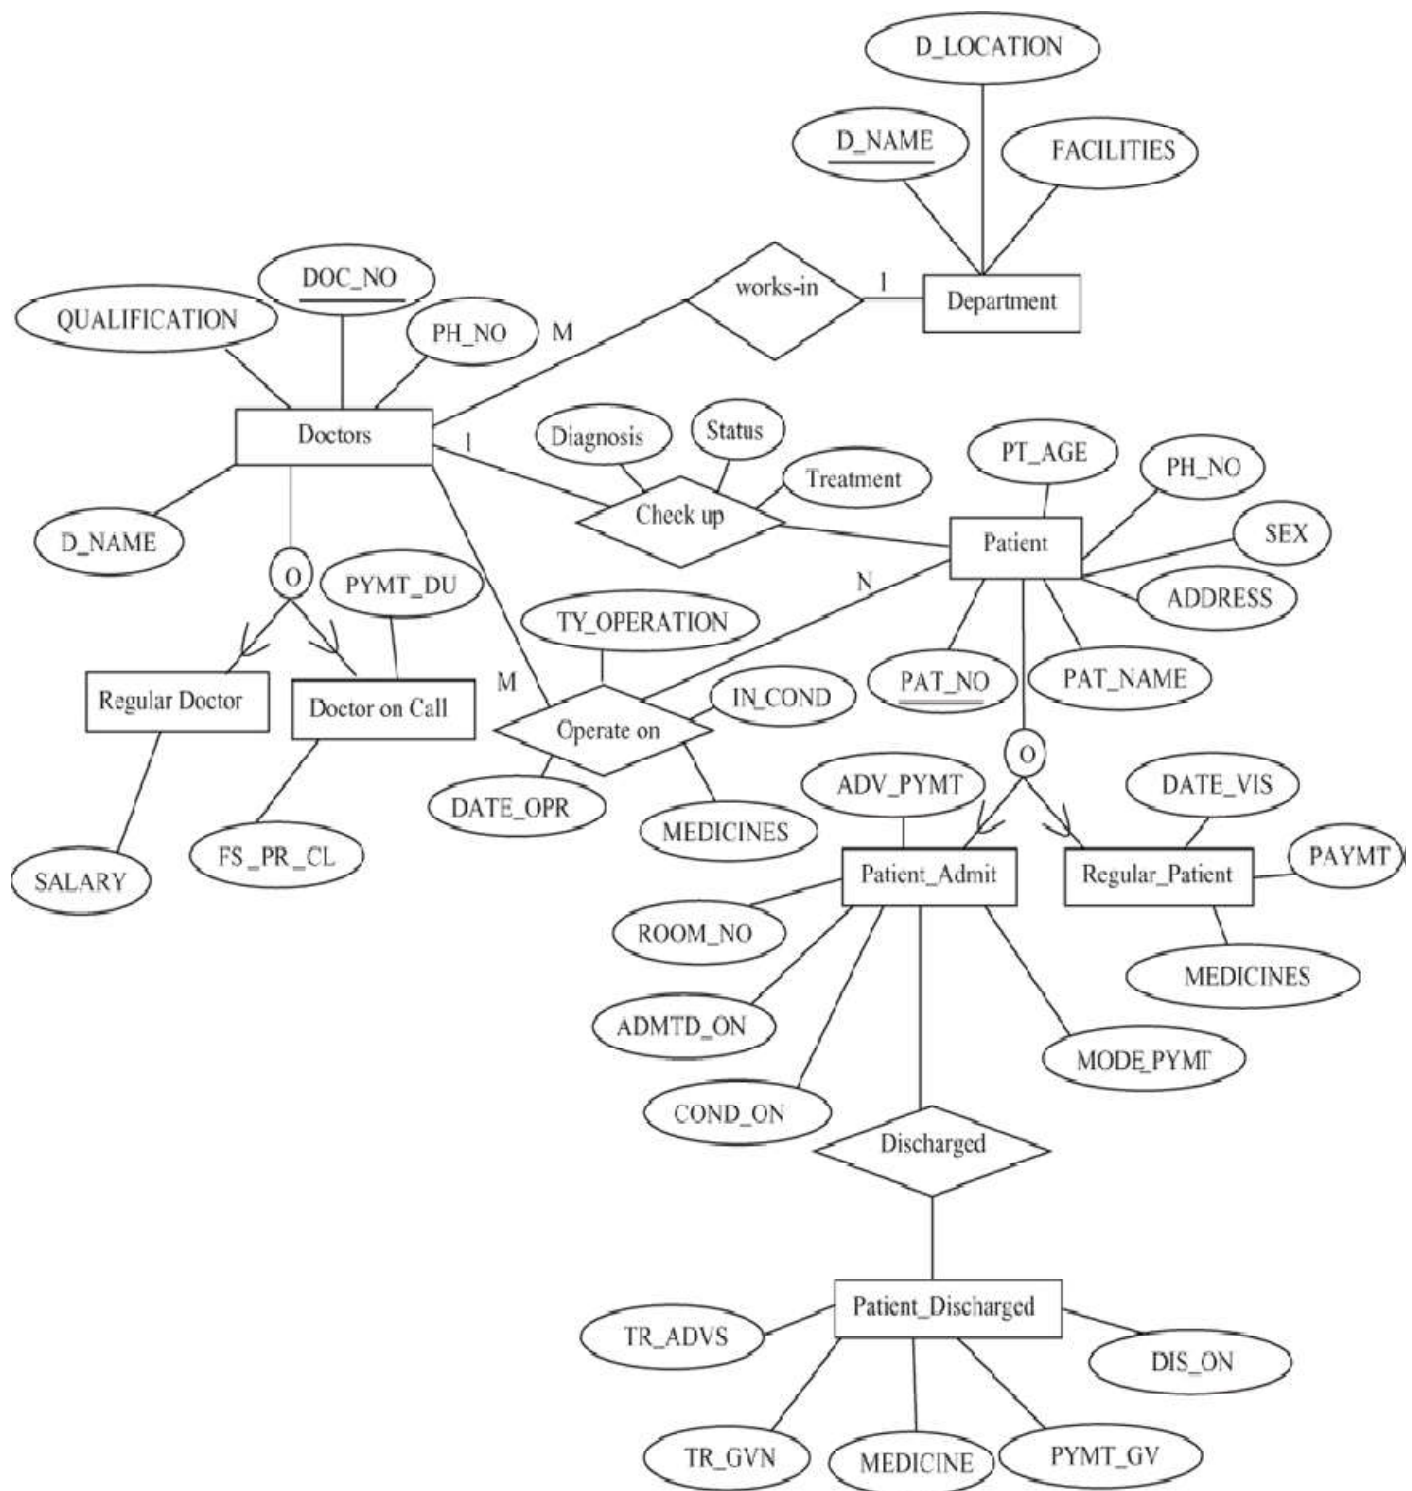 D_LOCATION
D_NAME
FACILITIES
works-in
1
Department
DOC_NO
QUALIFICATION
PH_NO
M
Doctors
1
Diagnosis
Status
Treatment
Check up
PT_AGE
PH_NO
SEX
ADDRESS
Patient
D_NAME
O
PYMT_DU
N
TY_OPERATION
PAT_NO
PAT_NAME
Regular Doctor
Doctor on Call
M
IN_COND
Operate on
O
DATE_OPR
MEDICINES
ADV_PYMT
DATE_VIS
FS_PR_CL
SALARY
Patient_Admit
Regular_Patient
PAYMT
ROOM_NO
MEDICINES
ADMTD_ON
MODE_PYMT
COND_ON
Discharged
Patient_Discharged
TR_ADVS
DIS_ON
TR_GVN
MEDICINE
PYMT_GV